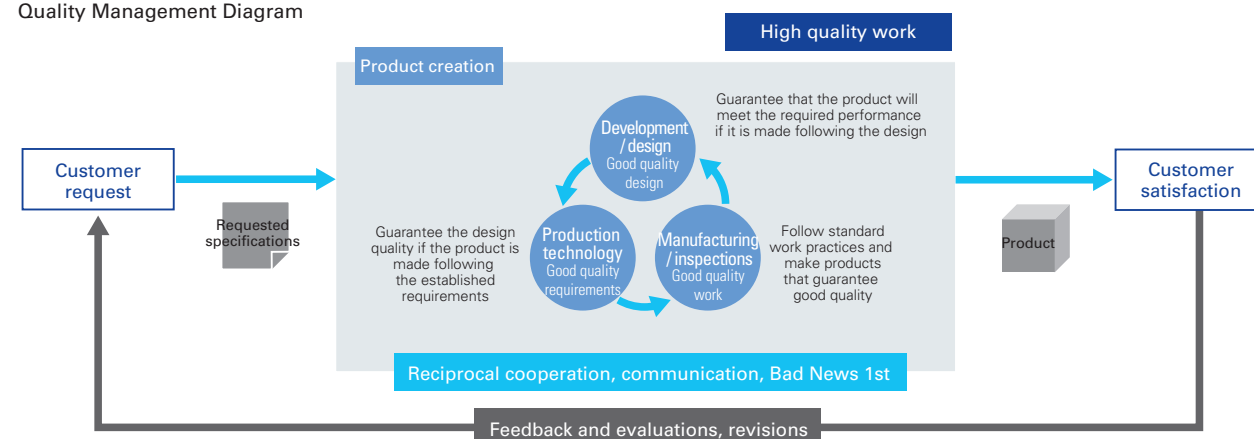 Quality Management Diagram
High quality work
Product creation
Customer
request
Requested
specifications
Development
/ design
Good quality
design
Guarantee that the product will
meet the required performance
if it is made following the design
Guarantee the design
quality if the product is
made following
the established
requirements
Production
technology
Good quality
requirements
Manufacturing
/ inspections
Good quality
work
Follow standard
work practices and
make products
that guarantee
good quality
Product
Customer
satisfaction
Reciprocal cooperation, communication, Bad News 1st
Feedback and evaluations, revisions